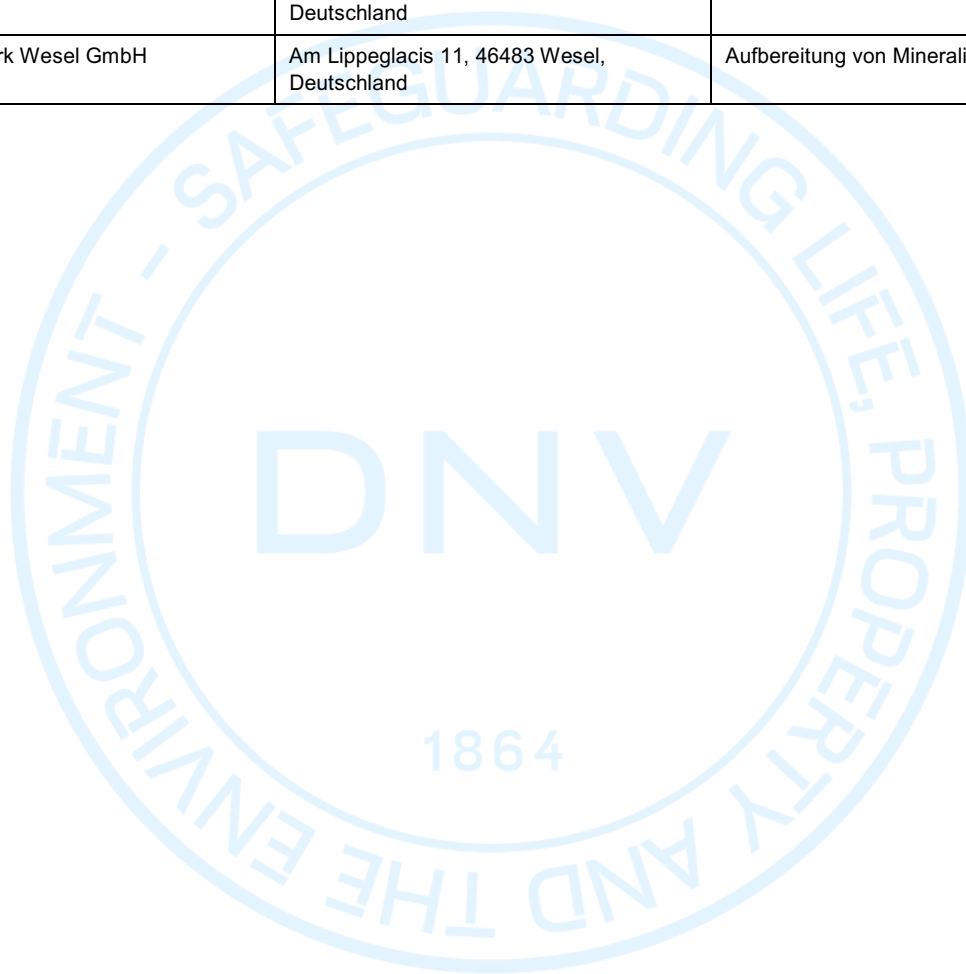 Deutschland
rk Wesel GmbH Am Lippeglacis 11, 46483 Wesel, Aufbereitung von Minerali
Deutschland
SAFEGUARDING LIFE, PROPERTY AND THE ENVIRONMENT -
DNV
1864